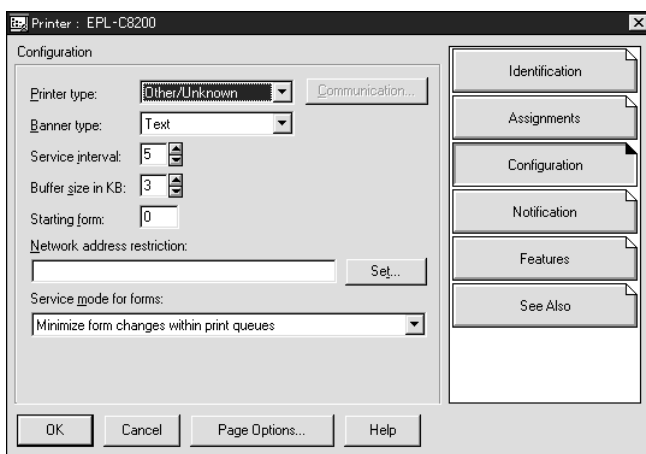 Printer : EPL-C8200
Configuration
Printer type: Other/Unknown Communication...
Banner type: Text
Service interval: 5
Buffer size in KB: 3
Starting form: 0
Network address restriction:
Set...
Service mode for forms:
Minimize form changes within print queues
OK Cancel Page Options... Help
Identification
Assignments
Configuration
Notification
Features
See Also